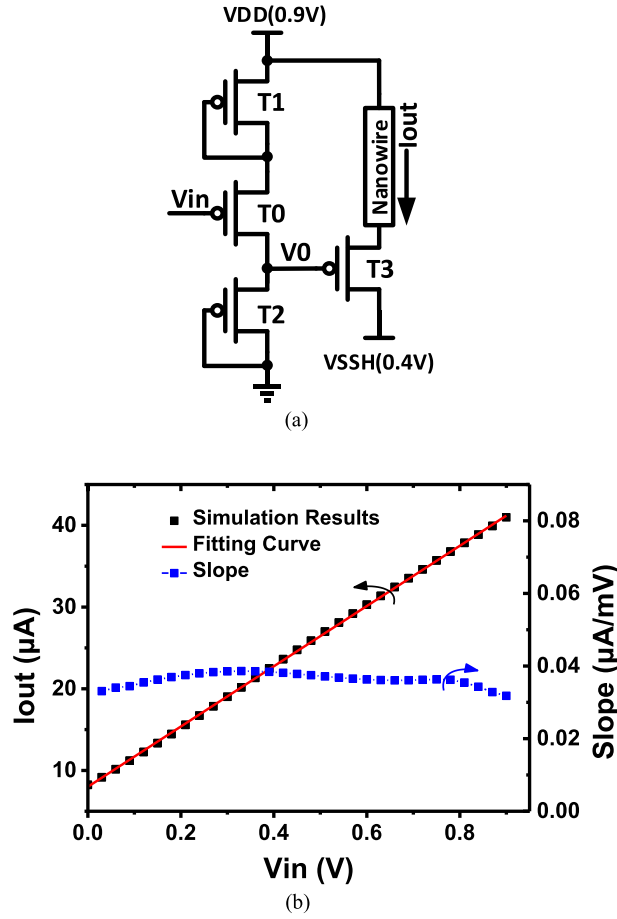 VDD(0.9V)
T1
Vin
T0
V0
T2
Nanowire
Iout
T3
VSSH(0.4V)
(a)
Simulation Results
Fitting Curve
Slope
Iout (μA)
40
30
20
10
0.08
0.06
0.04
0.02
0.00
Slope (μA/mV)
0.0 0.2 0.4 0.6 0.8
Vin (V)
(b)